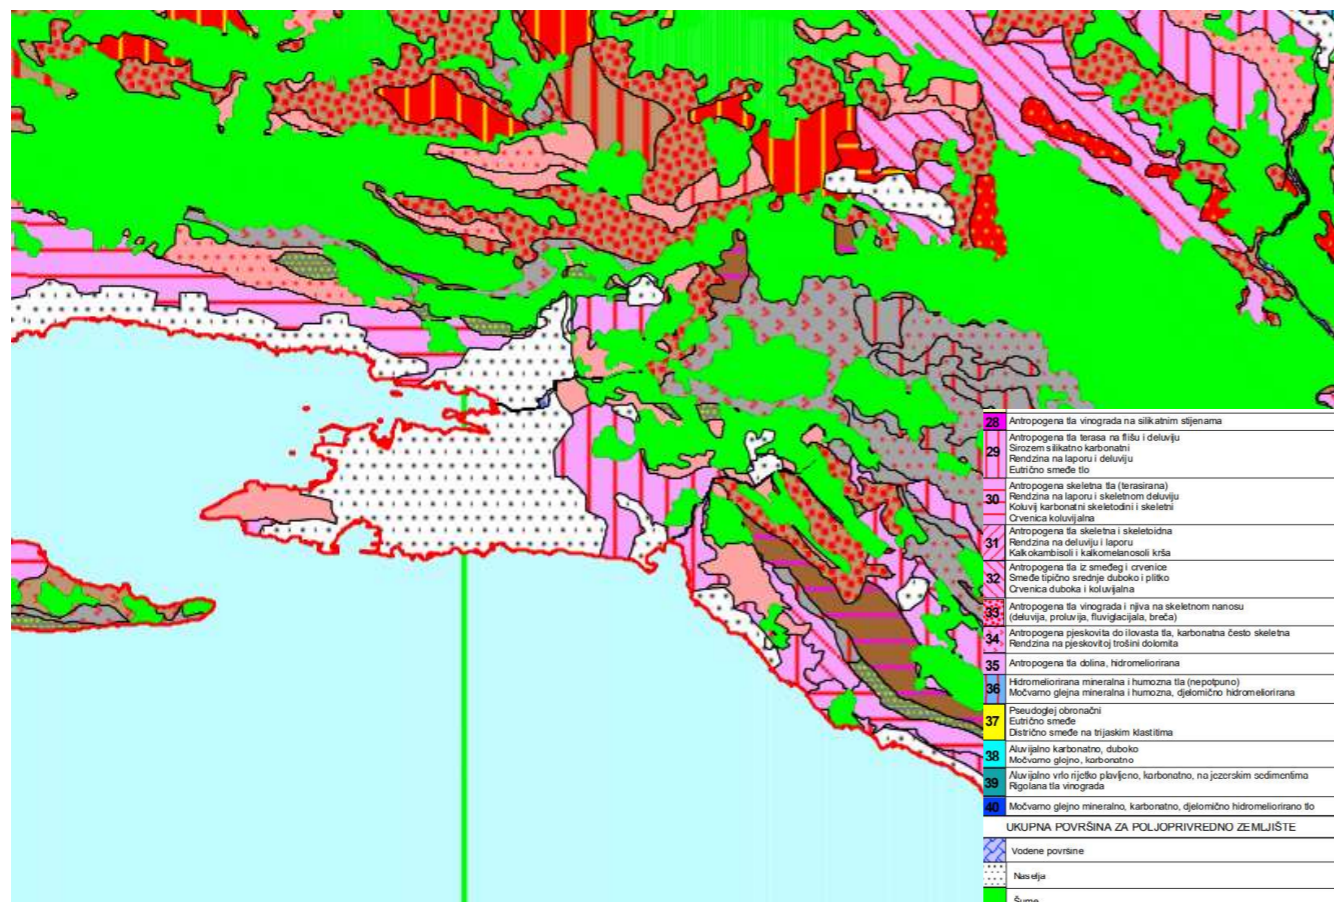 28 Antropogena tla vinograda na silikatnim stijenama
29 Antropogena tla terasa na flišu i deluviju
Sirozem silikatno karbonatni
Rendzina na laporu i deluviju
Eutrično smeđe tlo
30 Antropogena skeletna tla (terasirana)
Rendzina na laporu i skeletnom deluviju
Koluvij karbonatni skeletodini i skeletni
Crvenica koluvijalna
31 Antropogena tla skeletna i skeletoidna
Rendzina na deluviju i laporu
Kalkokambisoli i kalkomelanosoli krša
32 Antropogena tla iz smeđeg i crvenice
Smeđe tipično srednje duboko i plitko
Crvenica duboka i koluvijalna
33 Antropogena tla vinograda i njiva na skeletnom nanosu
(deluvija, proluvija, fluviglacijala, breča)
34 Antropogena pjeskovita do ilovasta tla, karbonatna često skeletna
Rendzina na pjeskovitoj trošini dolomita
35 Antropogena tla dolina, hidromeliorirana
36 Hidromeliorirana mineralna i humozna tla (nepotpuno)
Močvarno glejna mineralna i humozna, djelomično hidromeliorirana
37 Pseudoglej obronačni
Eutrično smeđe
Distrično smeđe na trijaskim klastitima
38 Aluvijalno karbonatno, duboko
Močvarno glejno, karbonatno
39 Aluvijalno vrlo rijetko plavljeno, karbonatno, na jezerskim sedimentima
Rigolana tla vinograda
40 Močvarno glejno mineralno, karbonatno, djelomično hidromeliorirano tlo
UKUPNA POVRŠINA ZA POLJOPRIVREDNO ZEMLJIŠTE
Vodene površine
Naselja
Šume